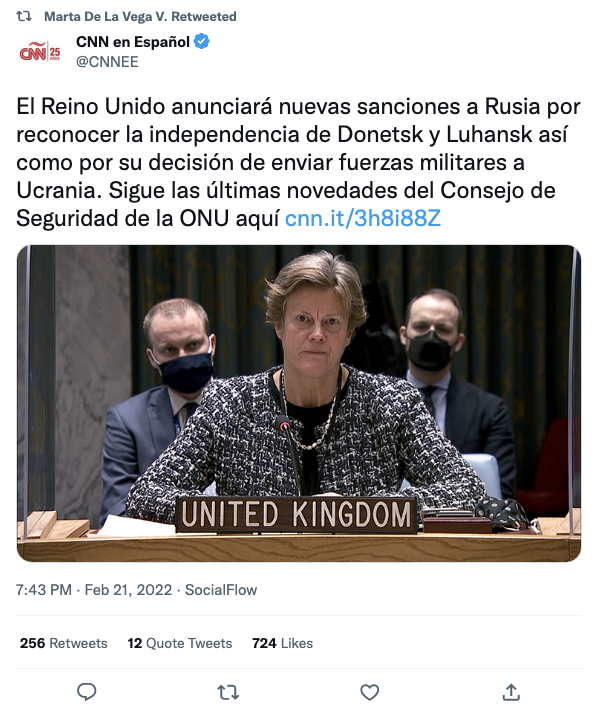 Marta De La Vega V. Retweeted
CNN 25 AÑOS
CNN en Español
@CNNEE
El Reino Unido anunciará nuevas sanciones a Rusia por
reconocer la independencia de Donetsk y Luhansk así
como por su decisión de enviar fuerzas militares a
Ucrania. Sigue las últimas novedades del Consejo de
Seguridad de la ONU aquí cnn.it/3h8i88Z
UNITED KINGDOM
7:43 PM · Feb 21, 2022 · SocialFlow
256 Retweets 12 Quote Tweets 724 Likes